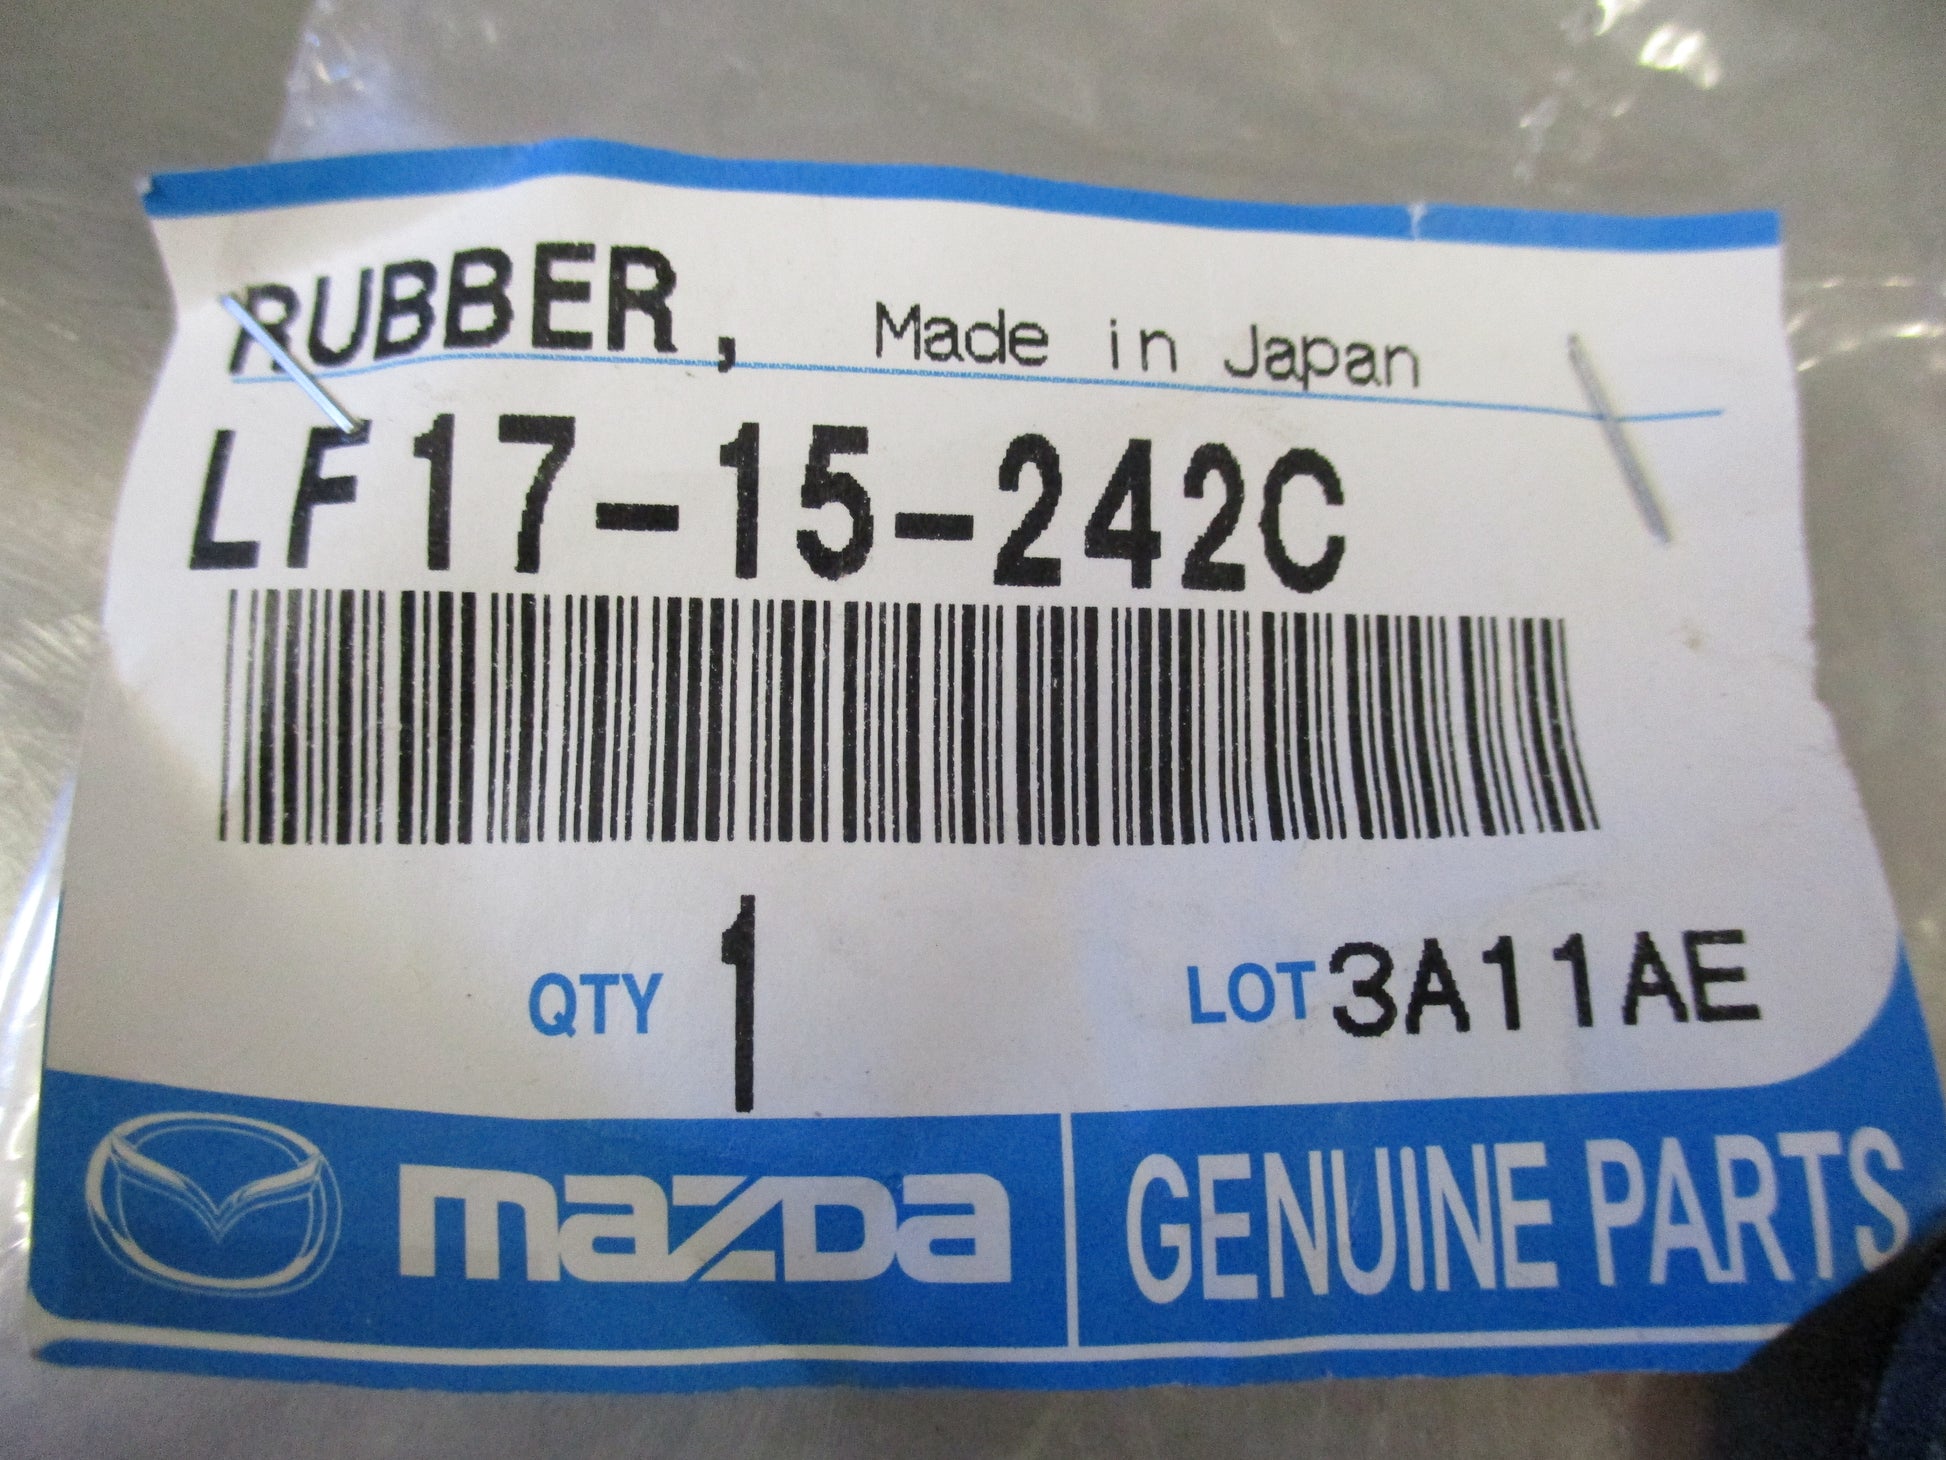 RUBBER, Made in Japan
LF17-15-242C
QTY 1 LOT 3A11AE
mazda GENUINE PARTS